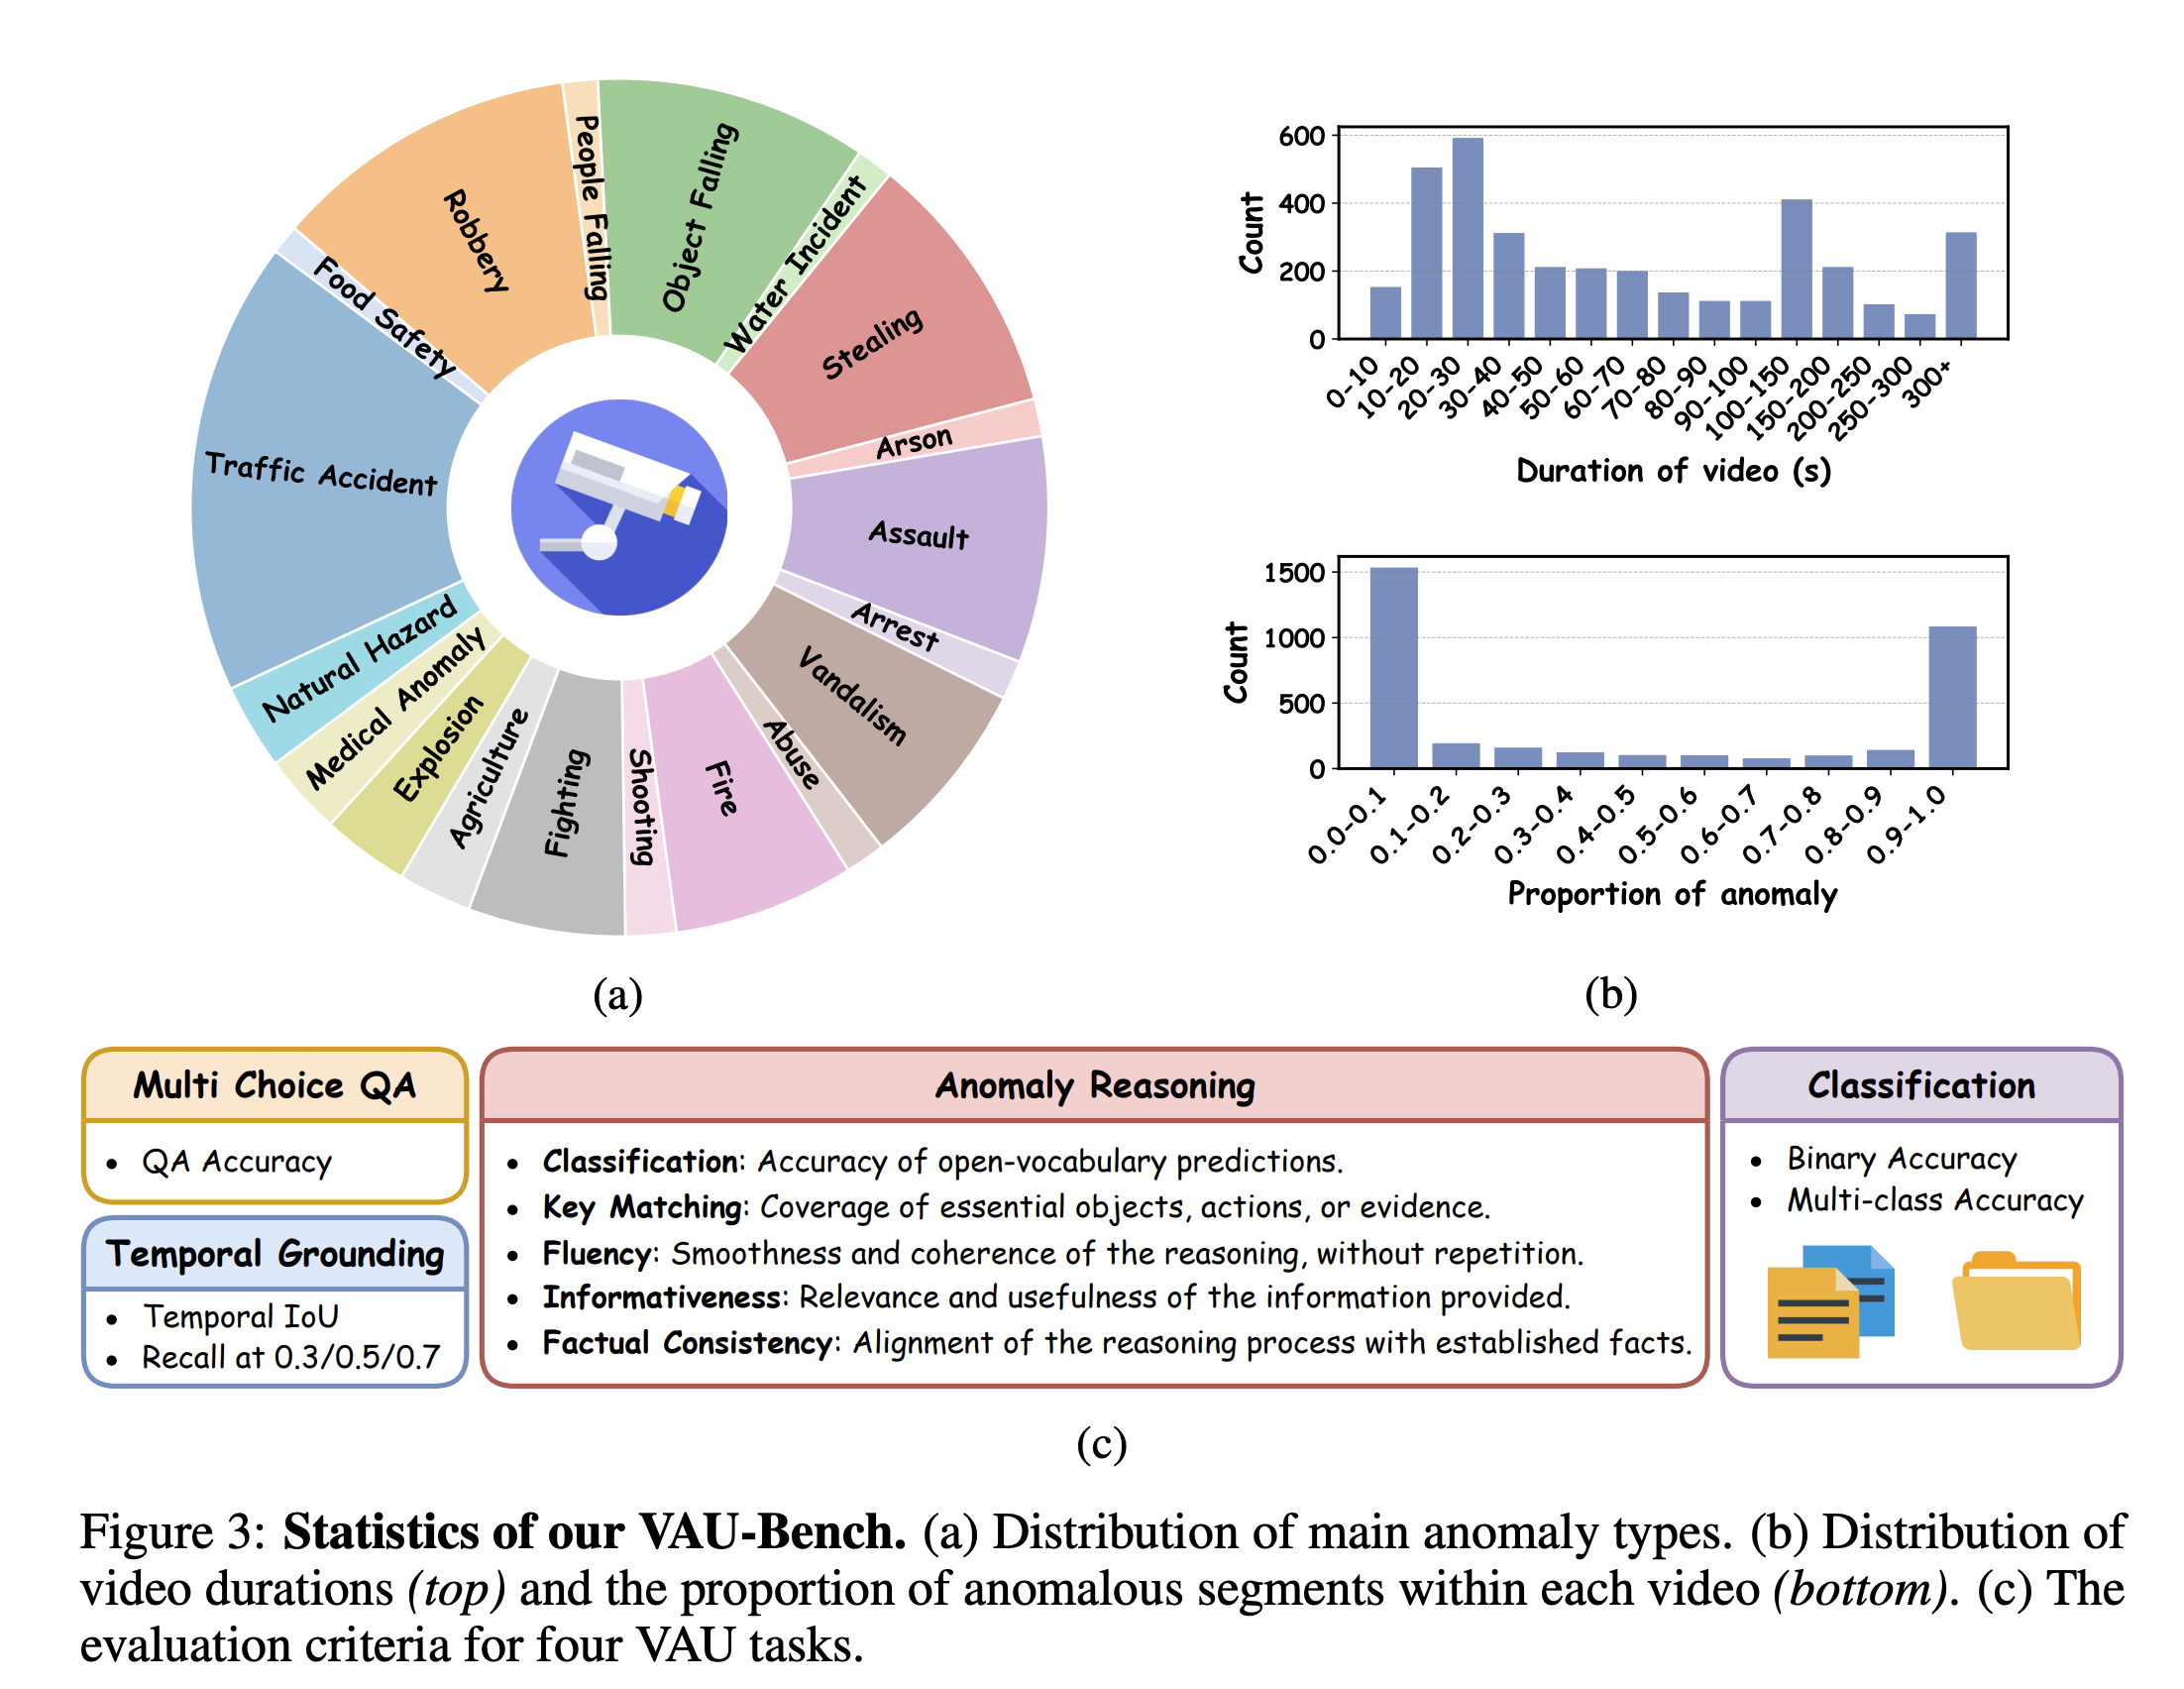 People Falling
Object Falling
Water Incident
Robbery
Stealing
Food Safety
Arson
Traffic Accident
Assault
Arrest
Natural Hazard
Vandalism
Medical Anomaly
Abuse
Explosion
Agriculture
Fighting
Shooting
Fire
(a)
600
400
200
0
Count
0-10
10-20
20-30
30-40
40-50
50-60
60-70
70-80
80-90
90-100
100-150
150-200
200-250
250-300
300+
Duration of video (s)
1500
1000
500
0
Count
0.0-0.1
0.1-0.2
0.2-0.3
0.3-0.4
0.4-0.5
0.5-0.6
0.6-0.7
0.7-0.8
0.8-0.9
0.9-1.0
Proportion of anomaly
(b)
Multi Choice QA
• QA Accuracy
Temporal Grounding
• Temporal IoU
• Recall at 0.3/0.5/0.7
Anomaly Reasoning
• Classification: Accuracy of open-vocabulary predictions.
• Key Matching: Coverage of essential objects, actions, or evidence.
• Fluency: Smoothness and coherence of the reasoning, without repetition.
• Informativeness: Relevance and usefulness of the information provided.
• Factual Consistency: Alignment of the reasoning process with established facts.
Classification
• Binary Accuracy
• Multi-class Accuracy
(c)
Figure 3: Statistics of our VAU-Bench. (a) Distribution of main anomaly types. (b) Distribution of
video durations (top) and the proportion of anomalous segments within each video (bottom). (c) The
evaluation criteria for four VAU tasks.